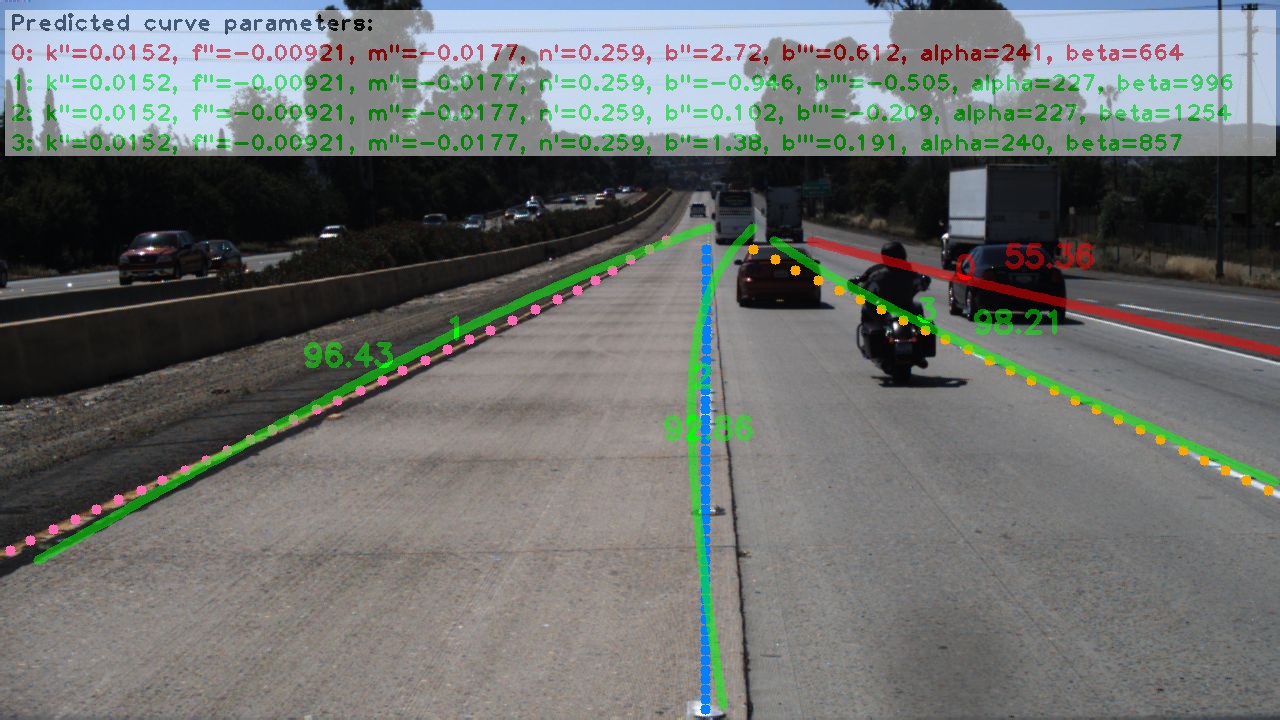 Predicted curve parameters:
0: k''=0.0152, f''=-0.00921, m''=-0.0177, n'=0.259, b''=2.72, b'''=0.612, alpha=241, beta=664
1: k''=0.0152, f''=-0.00921, m''=-0.0177, n'=0.259, b''=-0.946, b'''=-0.505, alpha=227, beta=996
2: k''=0.0152, f''=-0.00921, m''=-0.0177, n'=0.259, b''=0.102, b'''=-0.209, alpha=227, beta=1254
3: k''=0.0152, f''=-0.00921, m''=-0.0177, n'=0.259, b''=1.38, b'''=0.191, alpha=240, beta=857
0 55.36
3 98.21
1
96.43